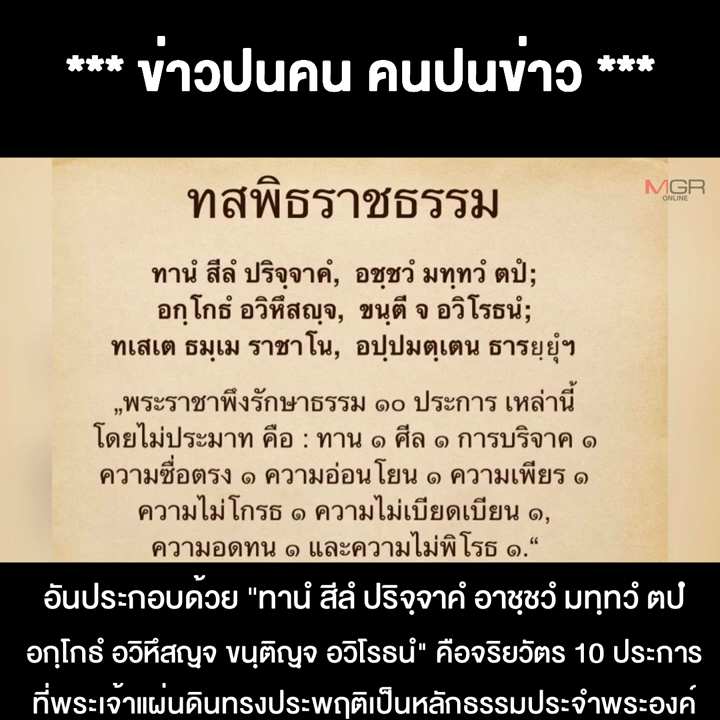 *** ข่าวปนคน คนปนข่าว ***
MGR
ONLINE
ทสพิธราชธรรม
ทานํ สีลํ ปริจฺจาคํ, อชฺชวํ มทฺทวํ ตปํ;
อกฺโกธํ อวิหึสญฺจ, ขนฺตี จ อวิโรธนํ;
ทเสเต ธมฺเม ราชาโน, อปฺปมตฺเตน ธารยฺยุํฯ
„พระราชาพึงรักษาธรรม ๑๐ ประการ เหล่านี้
โดยไม่ประมาท คือ : ทาน ๑ ศีล ๑ การบริจาค ๑
ความซื่อตรง ๑ ความอ่อนโยน ๑ ความเพียร ๑
ความไม่โกรธ ๑ ความไม่เบียดเบียน ๑,
ความอดทน ๑ และความไม่พิโรธ ๑.“
อันประกอบด้วย "ทานํ สีลํ ปริจฺจาคํ อาชฺชวํ มทฺทวํ ตปํ
อกฺโกธํ อวิหึสญฺจ ขนฺติญฺจ อวิโรธนํ" คือจริยวัตร 10 ประการ
ที่พระเจ้าแผ่นดินทรงประพฤติเป็นหลักธรรมประจำพระองค์